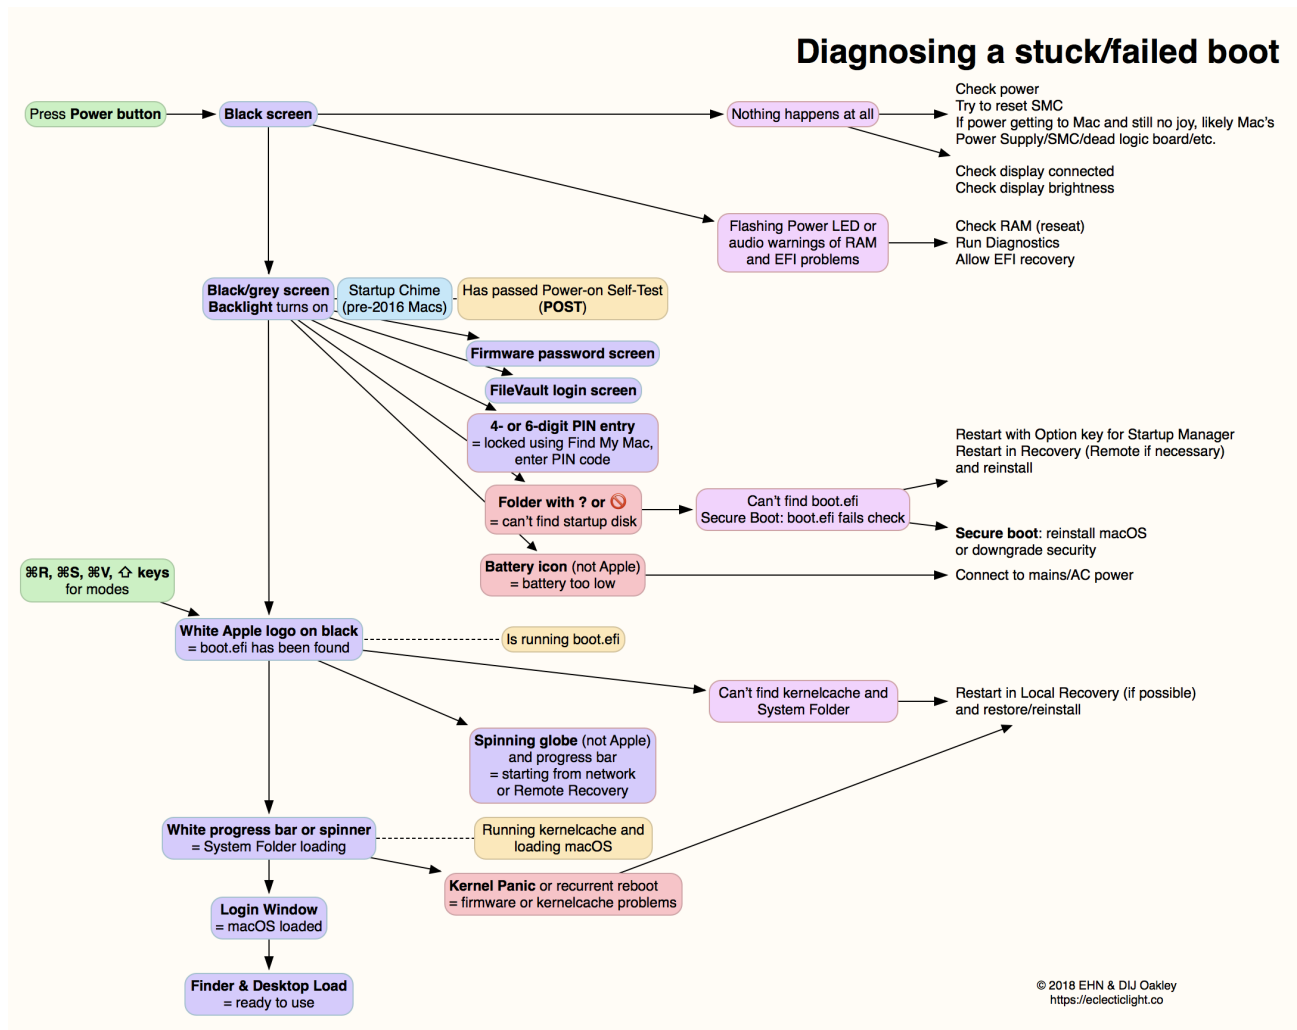 Diagnosing a stuck/failed boot
Press Power button
Black screen
Nothing happens at all
Check power
Try to reset SMC
If power getting to Mac and still no joy, likely Mac’s
Power Supply/SMC/dead logic board/etc.
Check display connected
Check display brightness
Flashing Power LED or
audio warnings of RAM
and EFI problems
Check RAM (reseat)
Run Diagnostics
Allow EFI recovery
Black/grey screen
Backlight turns on
Startup Chime
(pre-2016 Macs)
Has passed Power-on Self-Test
(POST)
Firmware password screen
FileVault login screen
4- or 6-digit PIN entry
= locked using Find My Mac,
enter PIN code
Folder with ? or 🚫
= can’t find startup disk
Can’t find boot.efi
Secure Boot: boot.efi fails check
Restart with Option key for Startup Manager
Restart in Recovery (Remote if necessary)
and reinstall
Secure boot: reinstall macOS
or downgrade security
Battery icon (not Apple)
= battery too low
Connect to mains/AC power
⌘R, ⌘S, ⌘V, ⇧ keys
for modes
White Apple logo on black
= boot.efi has been found
Is running boot.efi
Can’t find kernelcache and
System Folder
Restart in Local Recovery (if possible)
and restore/reinstall
Spinning globe (not Apple)
and progress bar
= starting from network
or Remote Recovery
White progress bar or spinner
= System Folder loading
Running kernelcache and
loading macOS
Kernel Panic or recurrent reboot
= firmware or kernelcache problems
Login Window
= macOS loaded
Finder & Desktop Load
= ready to use
© 2018 EHN & DIJ Oakley
https://eclecticlight.co